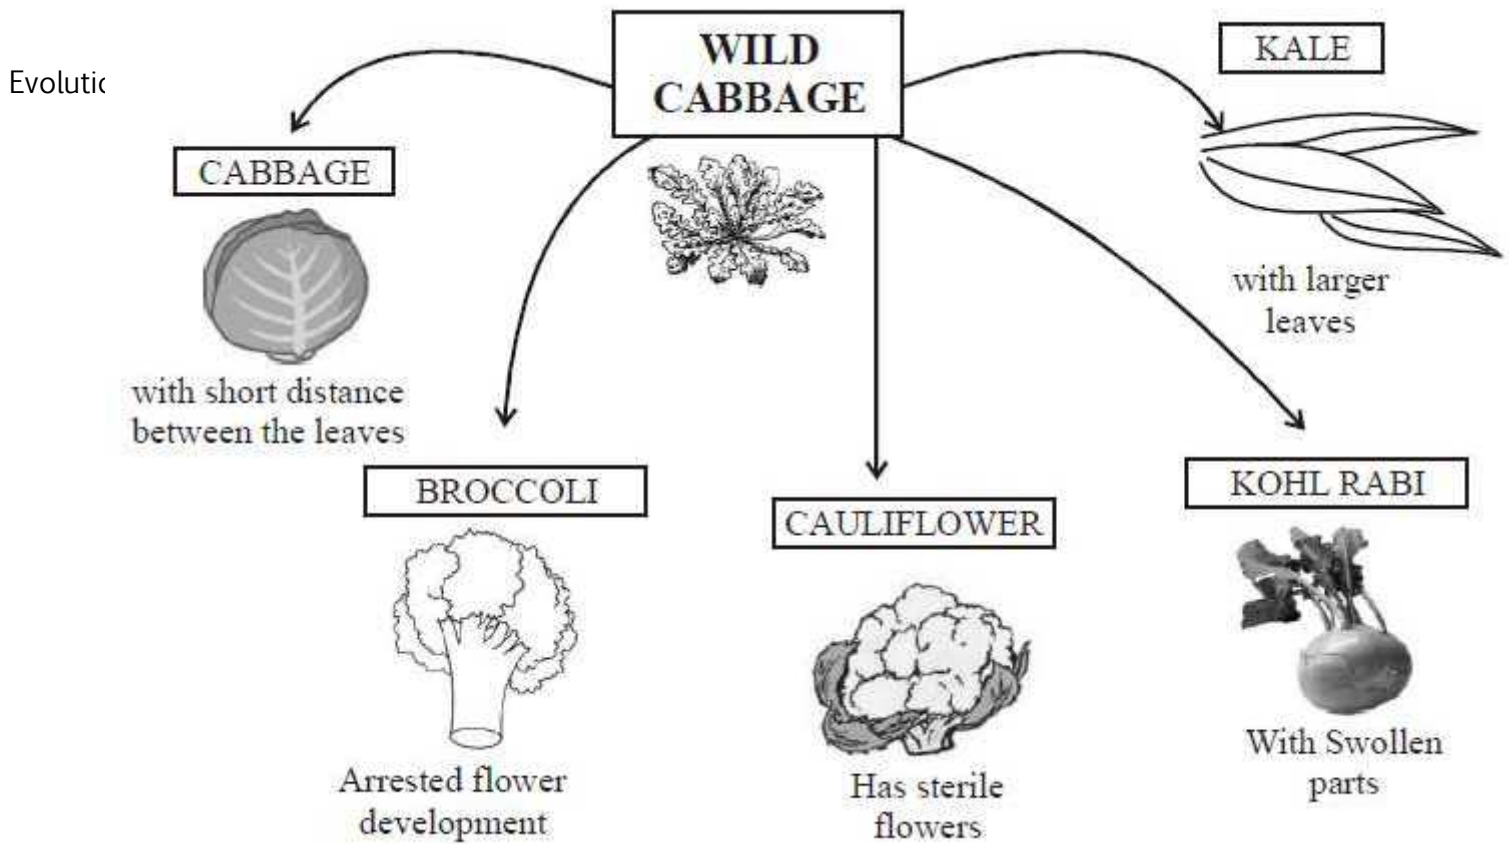 WILD
CABBAGE
KALE
CABBAGE
with larger
leaves
with short distance
between the leaves
BROCCOLI
CAULIFLOWER
KOHL RABI
Arrested flower
development
Has sterile
flowers
With Swollen
parts